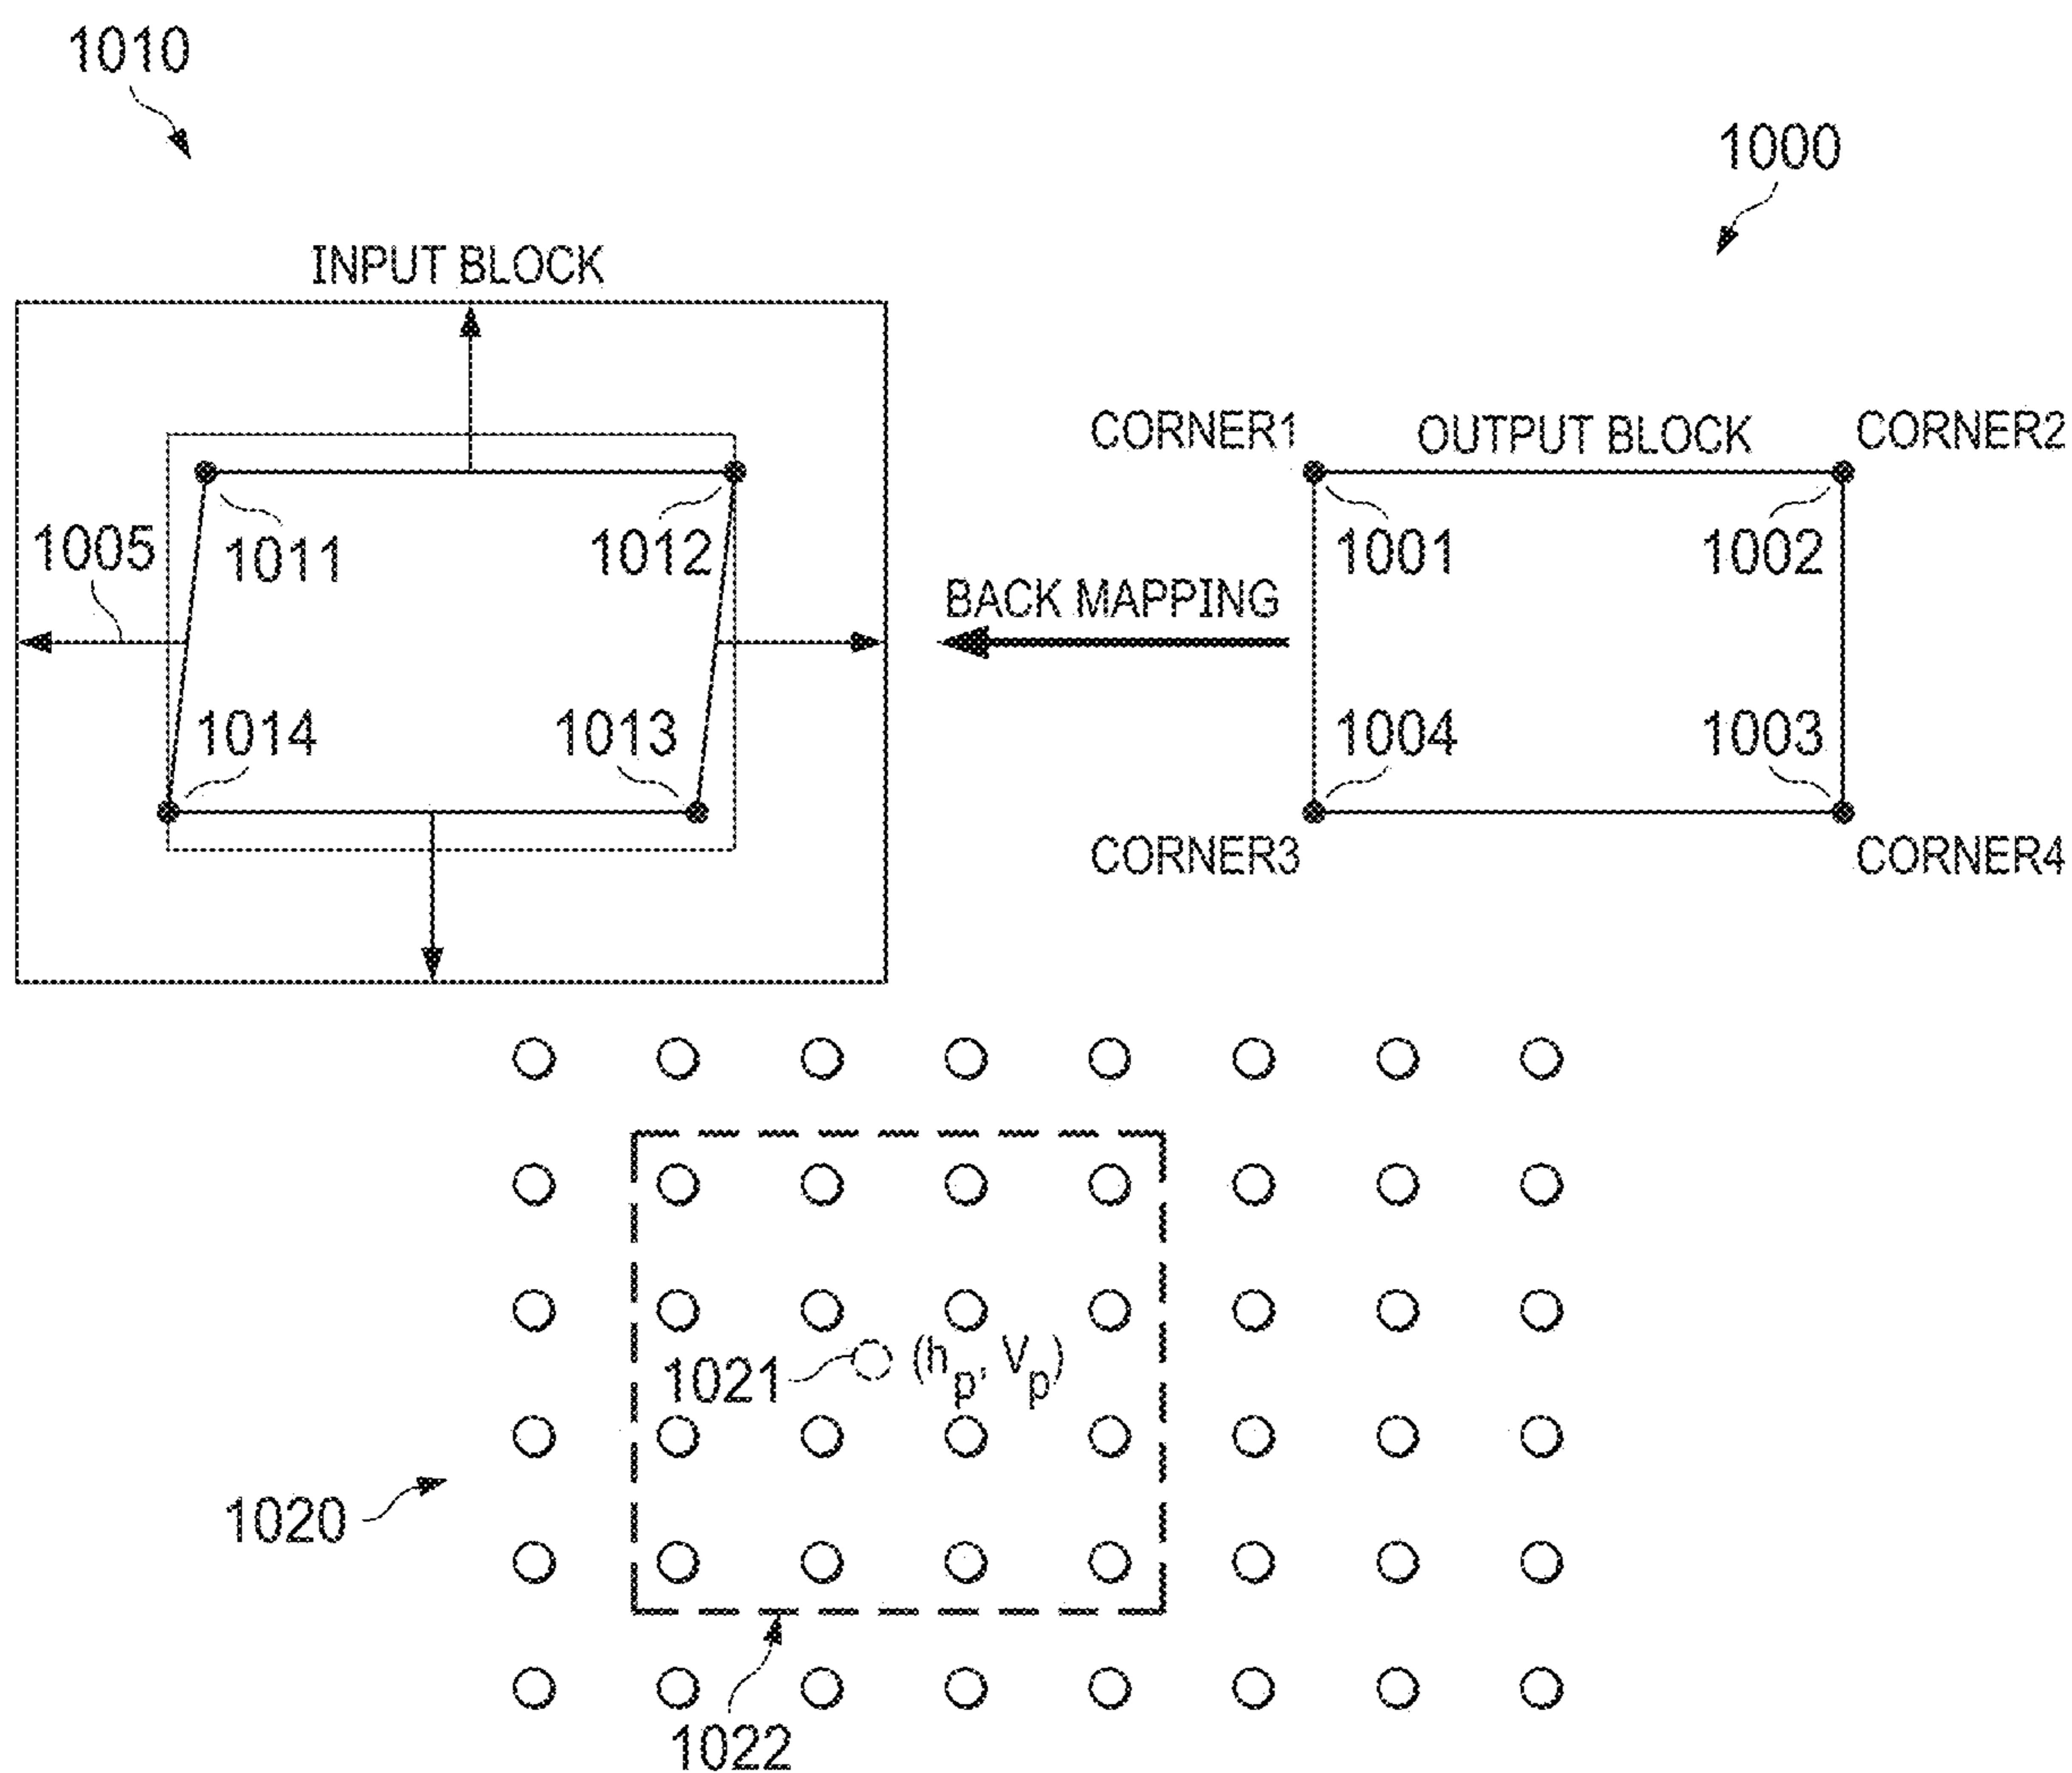 1010
1000
INPUT BLOCK
CORNER1
OUTPUT BLOCK
CORNER2
1005
1011
1012
1001
1002
BACK MAPPING
1014
1013
1004
1003
CORNER3
CORNER4
(hp, Vp)
1021
1020
1022